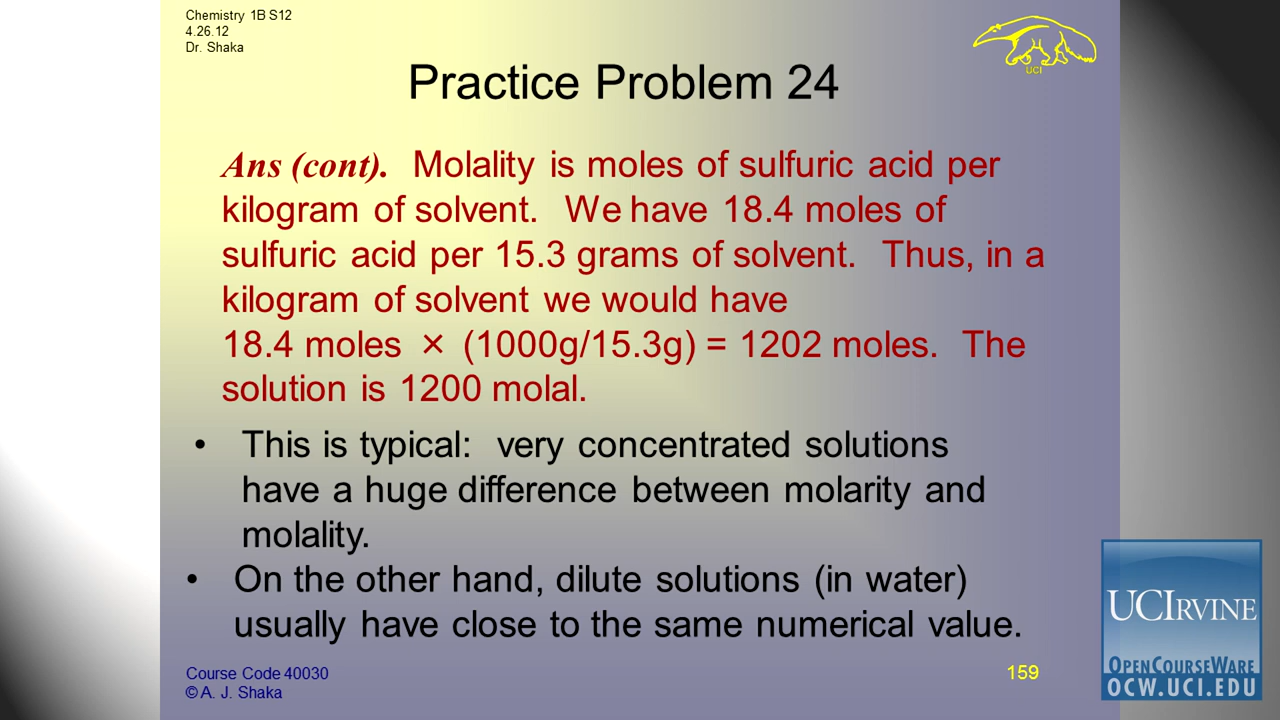 Chemistry 1B S12
4.26.12
Dr. Shaka
UCI
Practice Problem 24
Ans (cont). Molality is moles of sulfuric acid per
kilogram of solvent. We have 18.4 moles of
sulfuric acid per 15.3 grams of solvent. Thus, in a
kilogram of solvent we would have
18.4 moles × (1000g/15.3g) = 1202 moles. The
solution is 1200 molal.
• This is typical: very concentrated solutions
have a huge difference between molarity and
molality.
• On the other hand, dilute solutions (in water)
usually have close to the same numerical value.
Course Code 40030
© A. J. Shaka
159
UCIRVINE
OPENCOURSEWARE
OCW.UCI.EDU